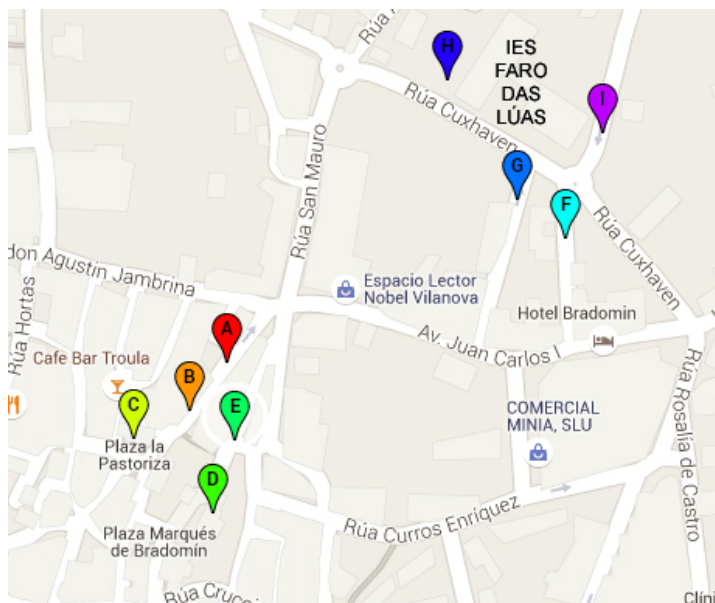 H
IES
FARO
DAS
LÚAS
I
Rúa
Rúa Cuxhaven
G
F
Rúa San Mauro
Rúa Cuxhaven
don Agustín Jambrina
Espacio Lector
Nobel Vilanova
Rúa Hortas
Hotel Bradomin
A
Av. Juan Carlos I
Cafe Bar Troula
B
C
E
COMERCIAL
MINIA, SLU
Rúa Rosalía de Castro
Plaza la
Pastoriza
D
Rúa Curros Enríquez
Plaza Marqués
de Bradomín
Rúa